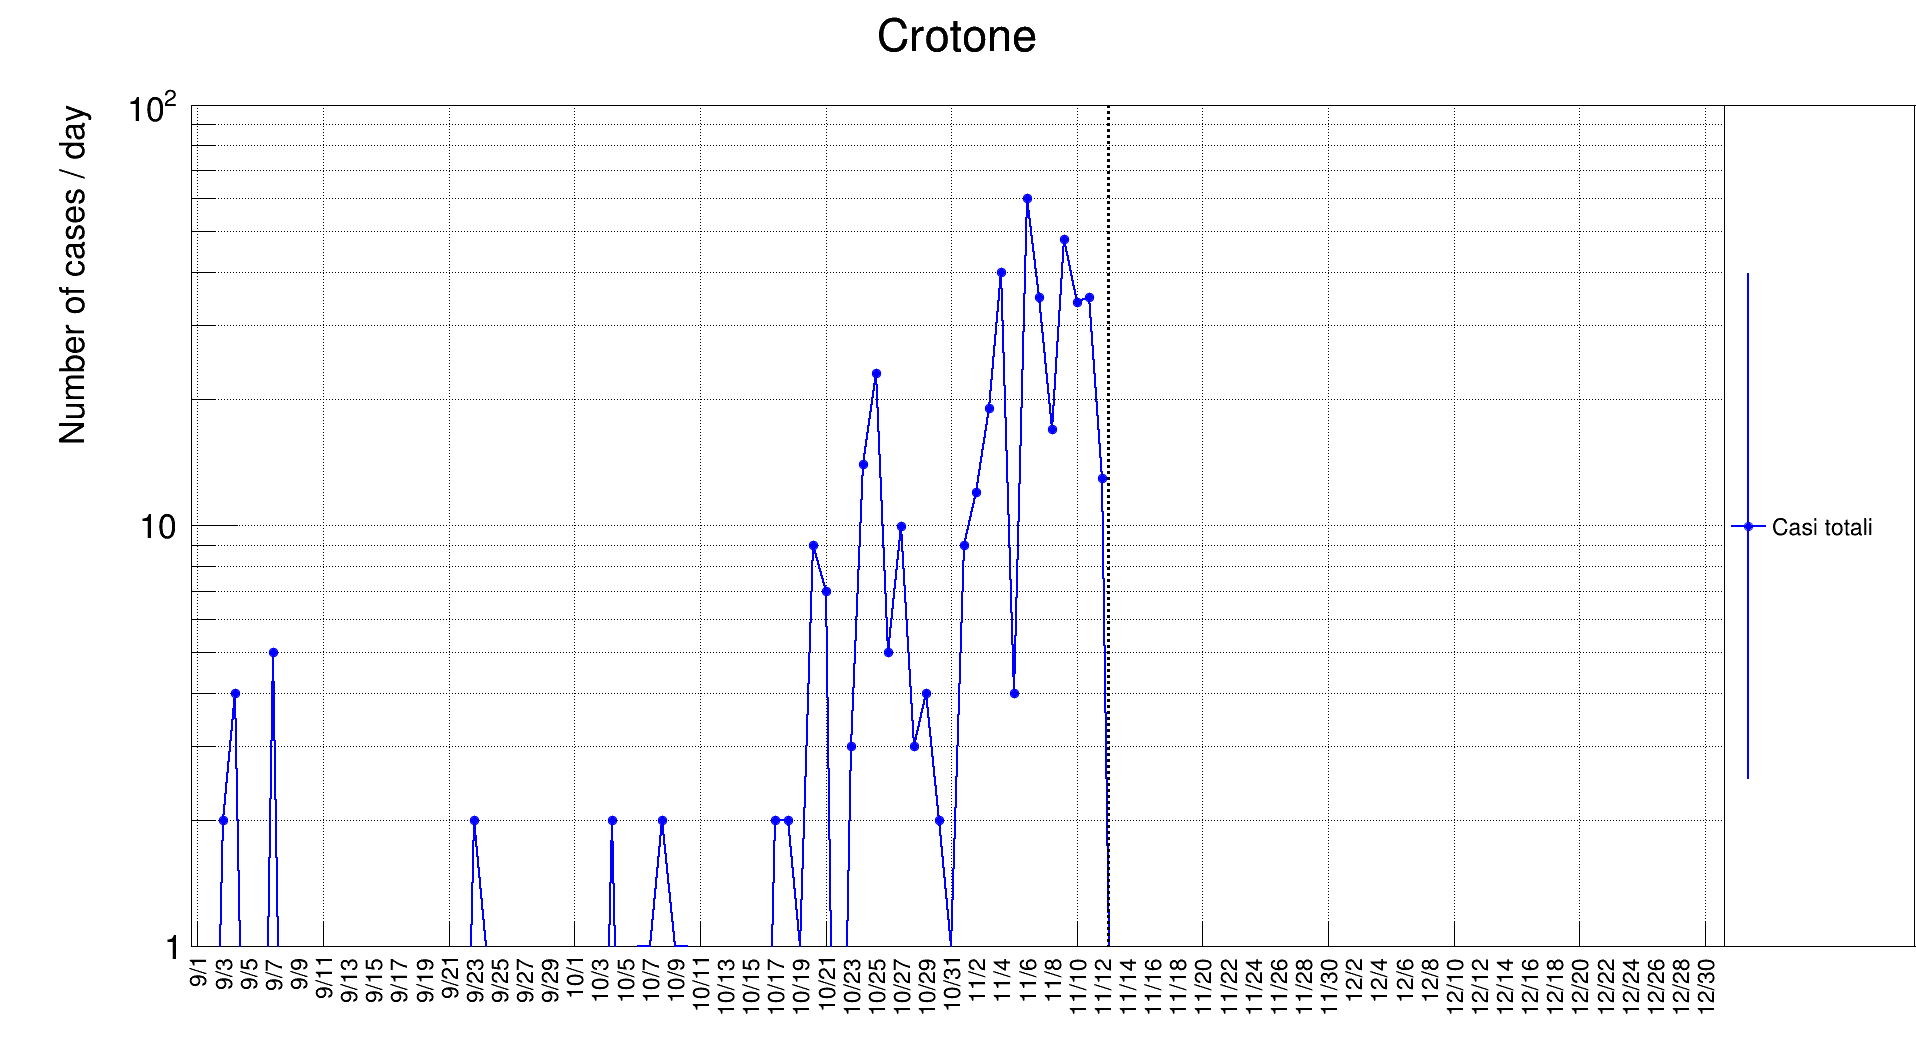 Crotone
Number of cases / day
10²
10
1
9/1 9/3 9/5 9/7 9/9 9/11 9/13 9/15 9/17 9/19 9/21 9/23 9/25 9/27 9/29 10/1 10/3 10/5 10/7 10/9 10/11 10/13 10/15 10/17 10/19 10/21 10/23 10/25 10/27 10/29 10/31 11/2 11/4 11/6 11/8 11/10 11/12 11/14 11/16 11/18 11/20 11/22 11/24 11/26 11/28 11/30 12/2 12/4 12/6 12/8 12/10 12/12 12/14 12/16 12/18 12/20 12/22 12/24 12/26 12/28 12/30
Casi totali